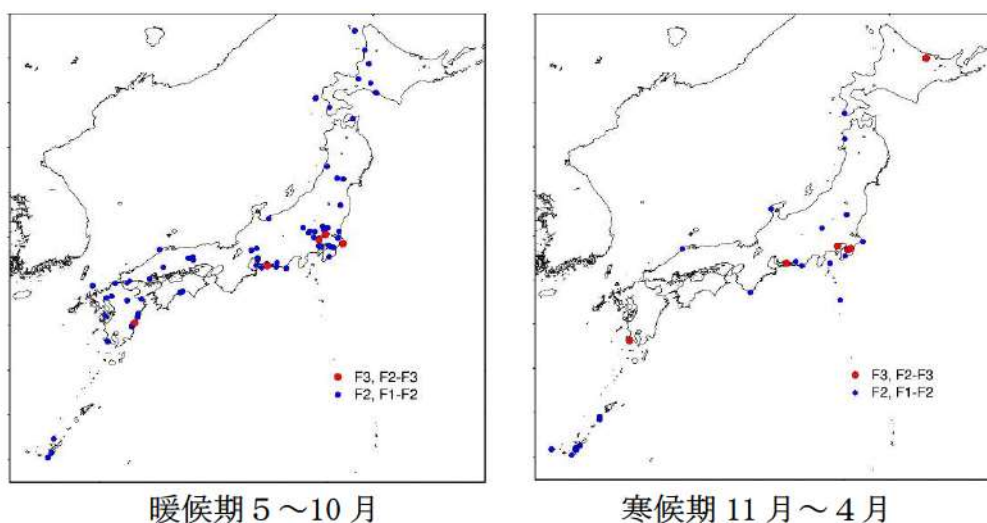 F3, F2-F3
F2, F1-F2
F3, F2-F3
F2, F1-F2
暖候期 5 ～10 月
寒候期 11 月～ 4 月